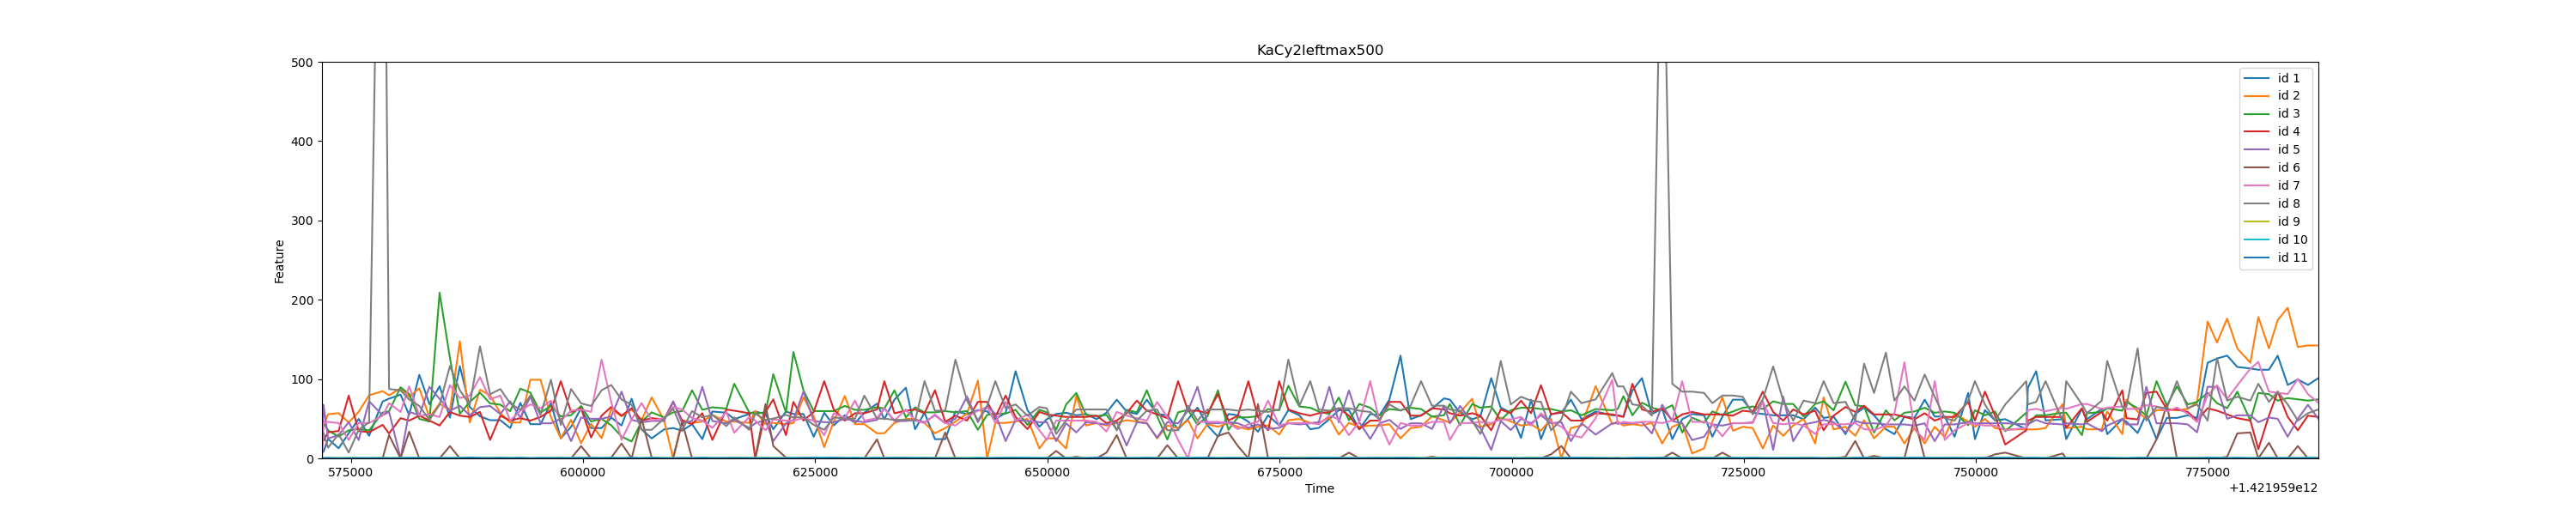 KaCy2leftmax500
500
400
300
200
100
0
Feature
id 1
id 2
id 3
id 4
id 5
id 6
id 7
id 8
id 9
id 10
id 11
575000 600000 625000 650000 675000 700000 725000 750000 775000
Time
+1.421959e12